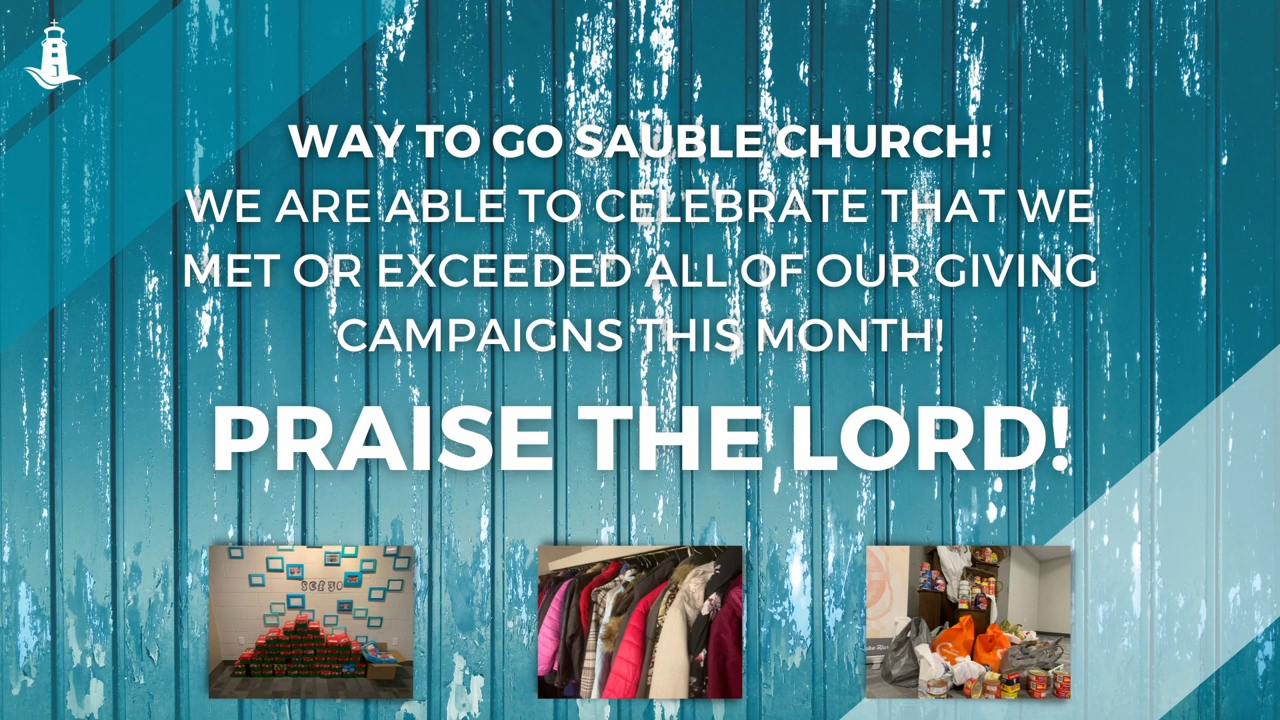 WAY TO GO SAUBLE CHURCH!
WE ARE ABLE TO CELEBRATE THAT WE
MET OR EXCEEDED ALL OF OUR GIVING
CAMPAIGNS THIS MONTH!
PRAISE THE LORD!